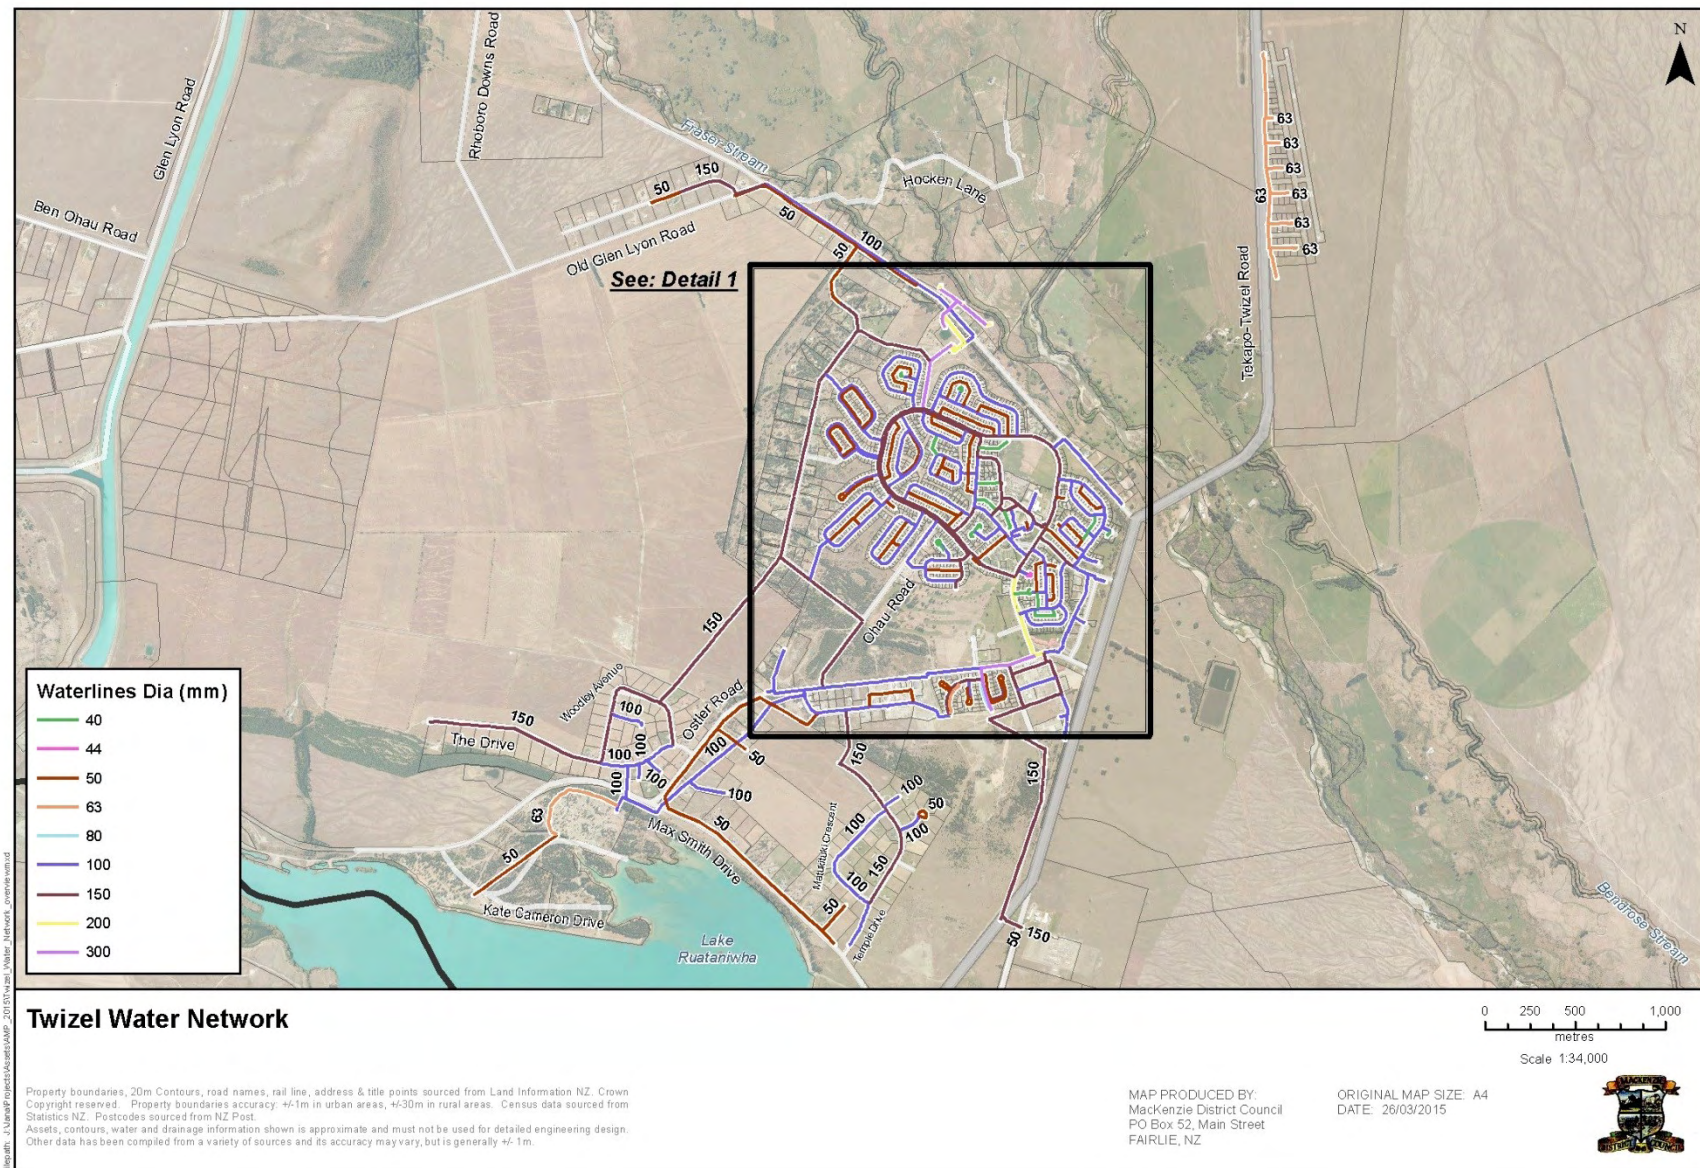 N
Glen Lyon Road
Rhoboro Downs Road
Fraser Stream
Hocken Lane
Ben Ohau Road
Old Glen Lyon Road
Tekapo-Twizel Road
50
150
50
100
50
63
63
63
63
63
63
63
See: Detail 1
Ohau Road
150
Woodley Avenue
Ostler Road
150
The Drive
100
100
100
100
100
100
50
100
63
50
50
Max Smith Drive
Kate Cameron Drive
Lake
Ruataniwha
150
150
100
50
100
100
Matukituki Crescent
150
100
50
Temple Drive
50
150
Bendrose Stream
Waterlines Dia (mm)
40
44
50
63
80
100
150
200
300
Twizel Water Network
0 250 500 1,000
metres
Scale 1:34,000
Property boundaries, 20m Contours, road names, rail line, address & title points sourced from Land Information NZ. Crown
Copyright reserved. Property boundaries accuracy: +/-1m in urban areas, +/-30m in rural areas. Census data sourced from
Statistics NZ. Postcodes sourced from NZ Post.
Assets, contours, water and drainage information shown is approximate and must not be used for detailed engineering design.
Other data has been compiled from a variety of sources and its accuracy may vary, but is generally +/- 1m.
MAP PRODUCED BY:
MacKenzie District Council
PO Box 52, Main Street
FAIRLIE, NZ
ORIGINAL MAP SIZE: A4
DATE: 26/03/2015
MACKENZIE
DISTRICT COUNCIL